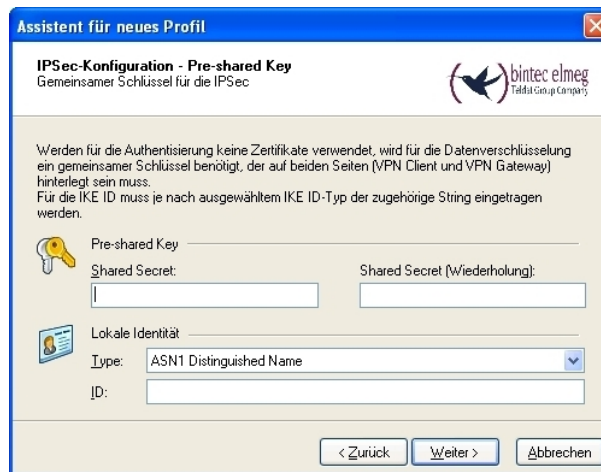 Assistent für neues Profil
IPSec-Konfiguration - Pre-shared Key
Gemeinsamer Schlüssel für die IPSec
bintec elmeg
Teldat Group Company
Werden für die Authentisierung keine Zertifikate verwendet, wird für die Datenverschlüsselung
ein gemeinsamer Schlüssel benötigt, der auf beiden Seiten (VPN Client und VPN Gateway)
hinterlegt sein muss.
Für die IKE ID muss je nach ausgewähltem IKE ID-Typ der zugehörige String eingetragen
werden.
Pre-shared Key
Shared Secret:
Shared Secret (Wiederholung):
Lokale Identität
Type:
ASN1 Distinguished Name
ID:
< Zurück
Weiter >
Abbrechen